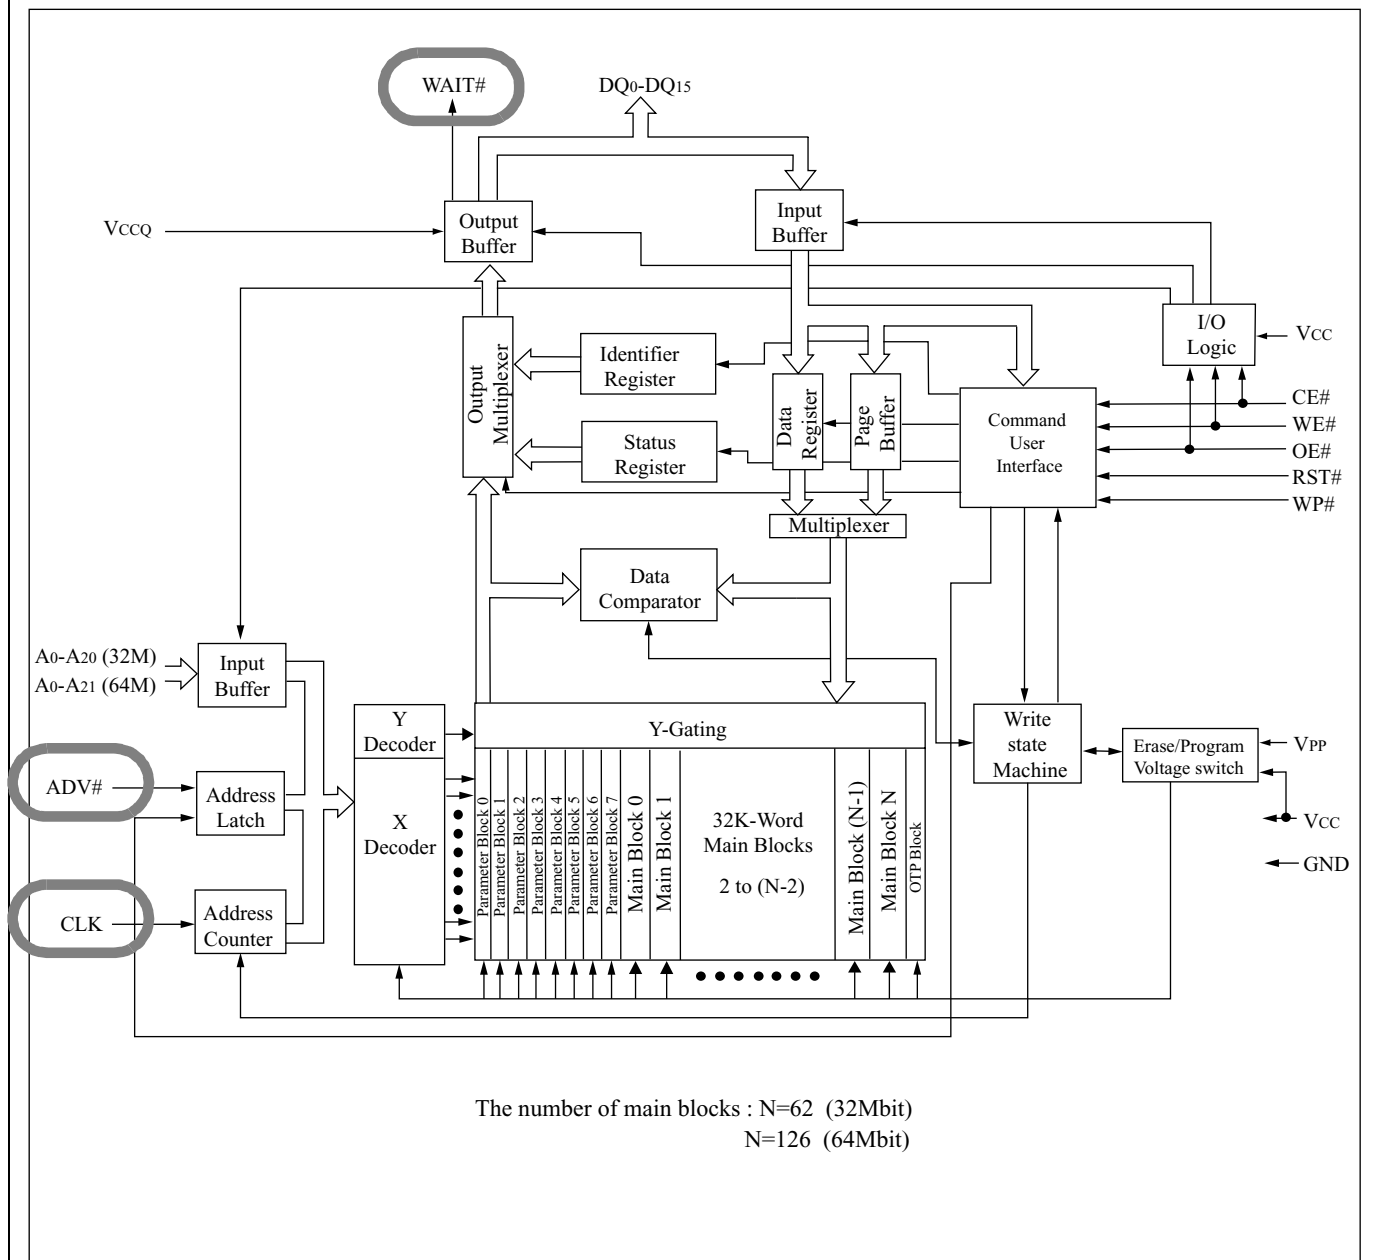 WAIT#
DQ0-DQ15
VCCQ
Output
Buffer
Input
Buffer
I/O
Logic
VCC
Output
Multiplexer
Identifier
Register
Status
Register
Data
Register
Page
Buffer
Command
User
Interface
CE#
WE#
OE#
RST#
WP#
Multiplexer
Data
Comparator
A0-A20 (32M)
A0-A21 (64M)
Input
Buffer
Y
Decoder
Y-Gating
Write
state
Machine
Erase/Program
Voltage switch
VPP
VCC
GND
ADV#
Address
Latch
X
Decoder
Parameter Block 0
Parameter Block 1
Parameter Block 2
Parameter Block 3
Parameter Block 4
Parameter Block 5
Parameter Block 6
Parameter Block 7
Main Block 0
Main Block 1
32K-Word
Main Blocks
2 to (N-2)
Main Block (N-1)
Main Block N
OTP Block
CLK
Address
Counter
The number of main blocks : N=62 (32Mbit)
N=126 (64Mbit)